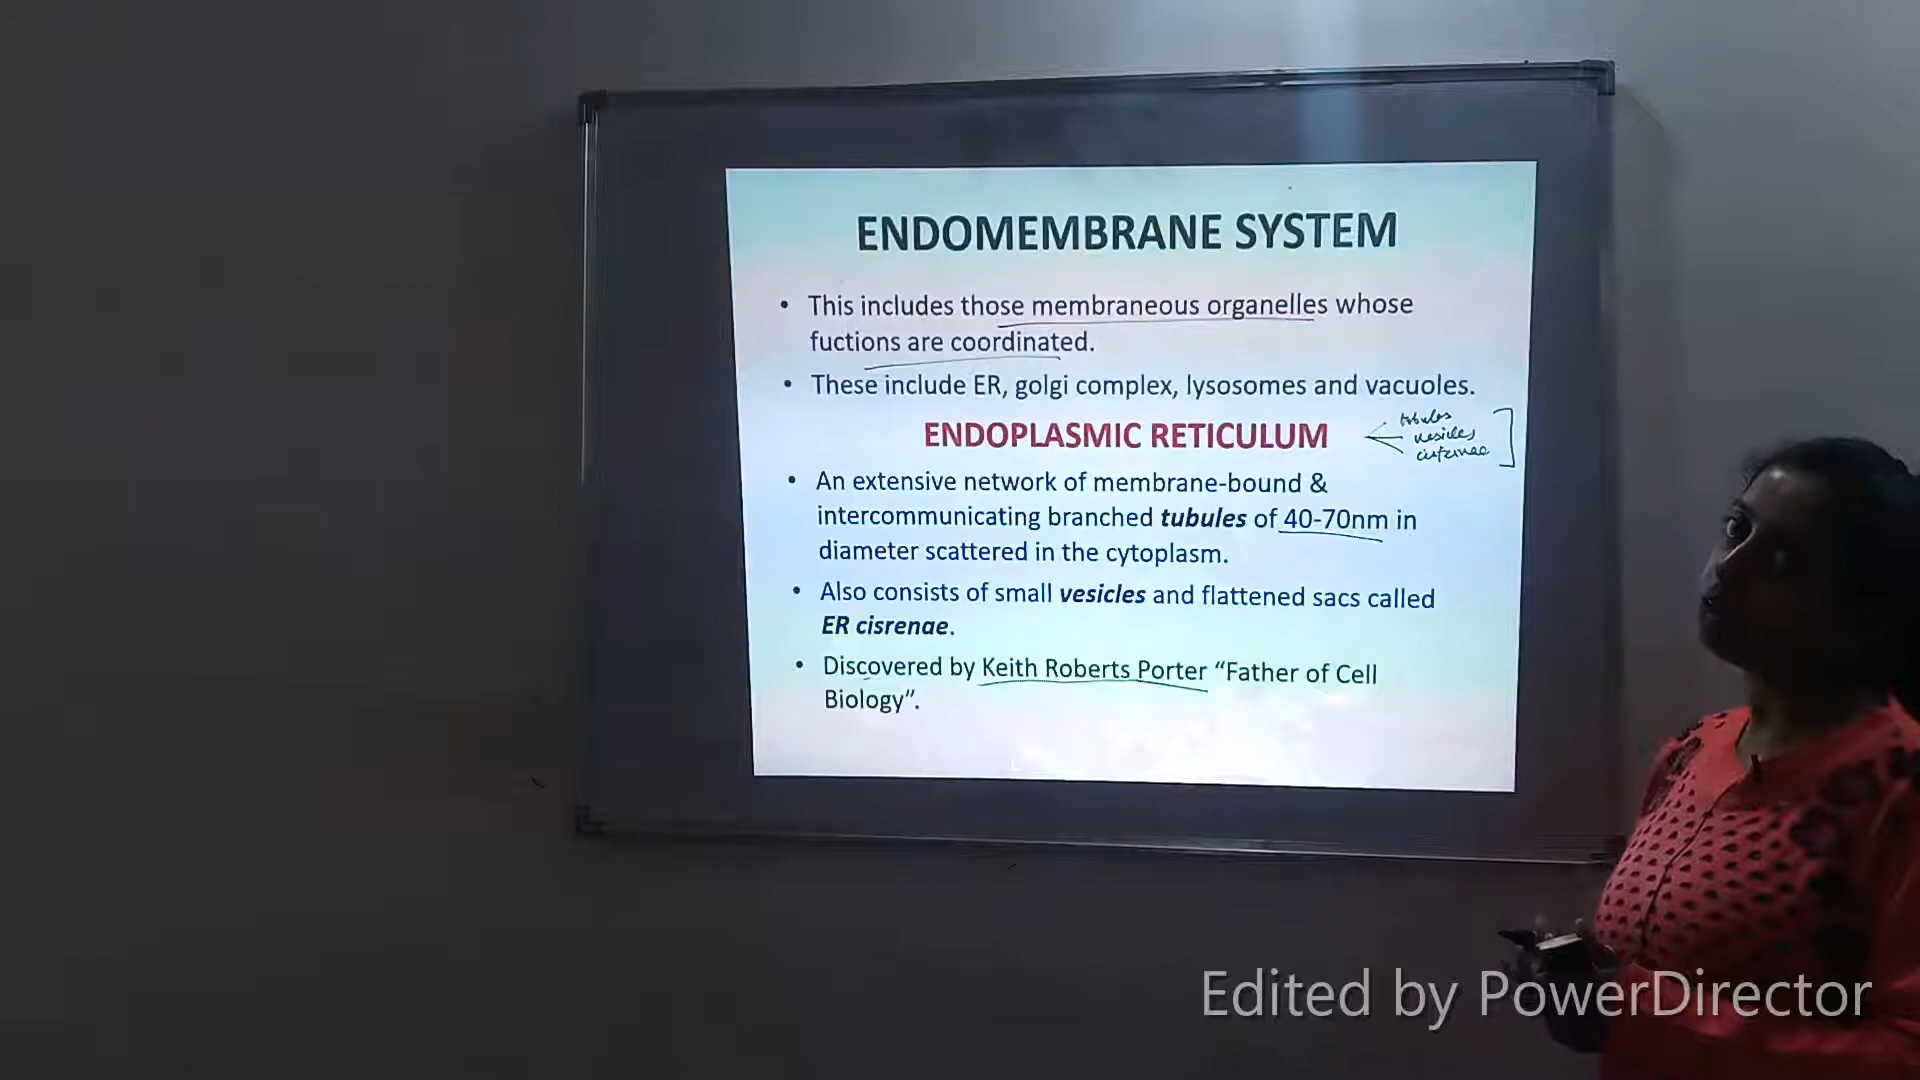 ENDOMEMBRANE SYSTEM
• This includes those membraneous organelles whose
fuctions are coordinated.
• These include ER, golgi complex, lysosomes and vacuoles.
ENDOPLASMIC RETICULUM
tubules
vesicles
cisternae
• An extensive network of membrane-bound &
intercommunicating branched tubules of 40-70nm in
diameter scattered in the cytoplasm.
• Also consists of small vesicles and flattened sacs called
ER cisrenae.
• Discovered by Keith Roberts Porter “Father of Cell
Biology”.
Edited by PowerDirector